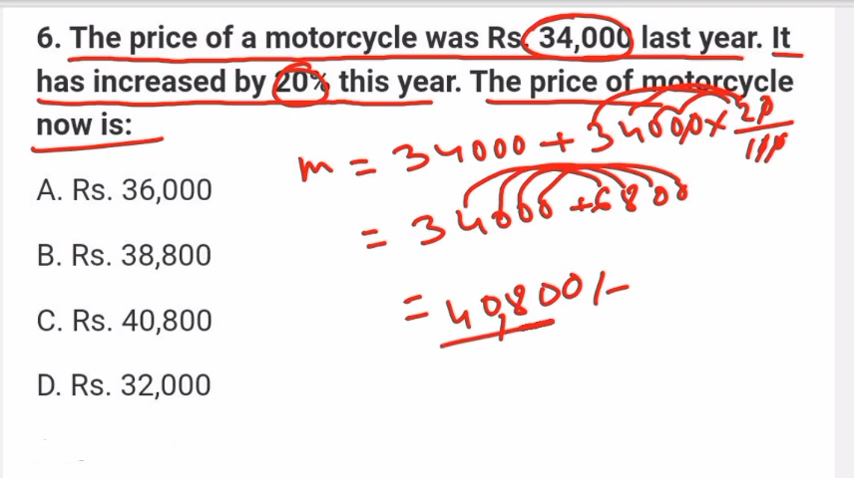 6. The price of a motorcycle was Rs. 34,000 last year. It
has increased by 20% this year. The price of motorcycle
now is:
m = 34000 + 34000 x 20/100
A. Rs. 36,000
= 34000 + 6800
B. Rs. 38,800
= 40,800/-
C. Rs. 40,800
D. Rs. 32,000